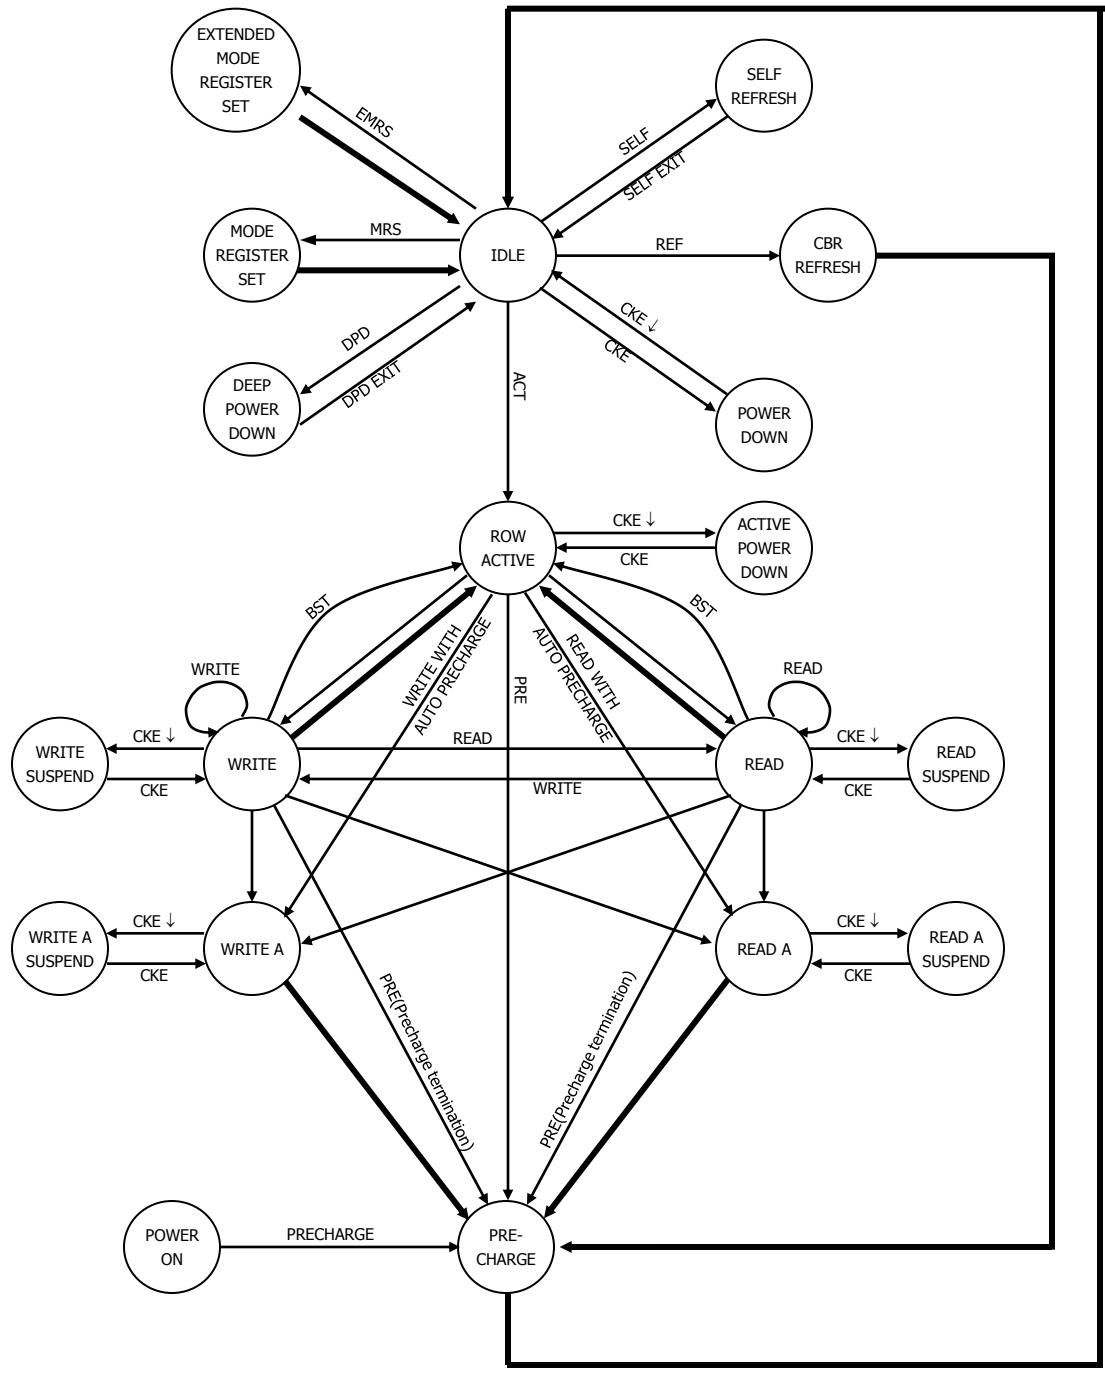 EXTENDED
MODE
REGISTER
SET
SELF
REFRESH
EMRS
SELF
SELF EXIT
MODE
REGISTER
SET
MRS
IDLE
REF
CBR
REFRESH
DPD
DPD EXIT
CKE ↓
CKE
DEEP
POWER
DOWN
ACT
POWER
DOWN
ROW
ACTIVE
CKE ↓
CKE
ACTIVE
POWER
DOWN
BST
BST
WRITE WITH
AUTO PRECHARGE
PRE
READ WITH
AUTO PRECHARGE
WRITE
READ
WRITE
SUSPEND
CKE ↓
CKE
WRITE
READ
WRITE
READ
CKE ↓
CKE
READ
SUSPEND
WRITE A
SUSPEND
CKE ↓
CKE
WRITE A
READ A
CKE ↓
CKE
READ A
SUSPEND
PRE(Precharge termination)
PRE(Precharge termination)
POWER
ON
PRECHARGE
PRE-
CHARGE